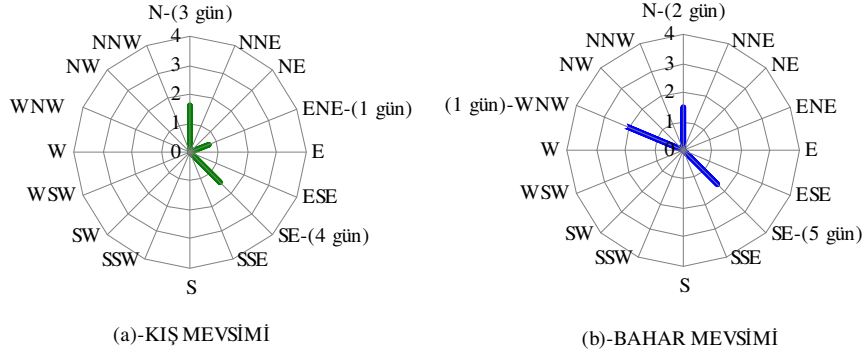 N-(3 gün)
NNW
4
NNE
NW
3
NE
2
WNW
1
ENE-(1 gün)
W
0
E
WSW
ESE
SW
SE-(4 gün)
SSW
SSE
S
(a)-KIŞ MEVSİMİ
N-(2 gün)
NNW
4
NNE
NW
3
NE
2
(1 gün)-WNW
1
ENE
W
0
E
WSW
ESE
SW
SE-(5 gün)
SSW
SSE
S
(b)-BAHAR MEVSİMİ